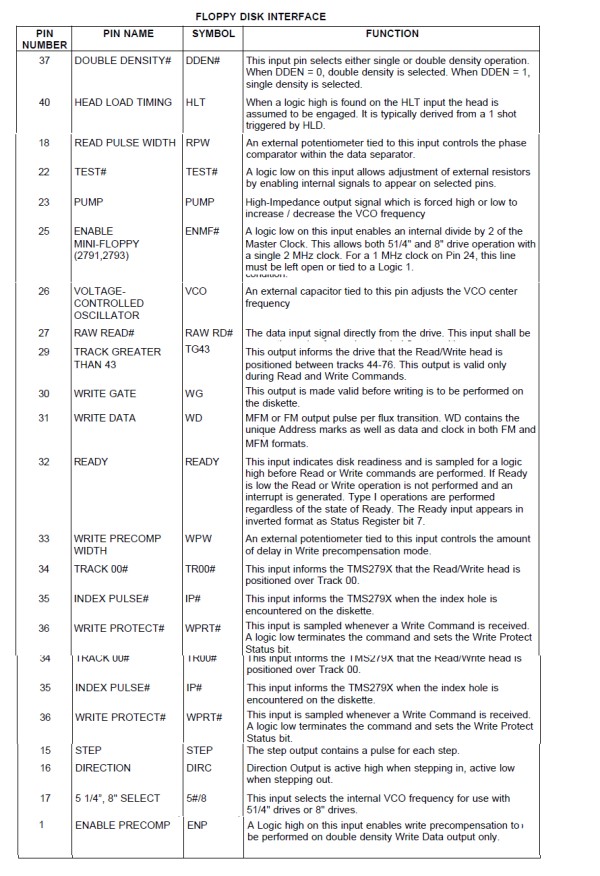 FLOPPY DISK INTERFACE
PIN NUMBER PIN NAME SYMBOL FUNCTION
37 DOUBLE DENSITY# DDEN# This input pin selects either single or double density operation.
When DDEN = 0, double density is selected. When DDEN = 1,
single density is selected.
40 HEAD LOAD TIMING HLT When a logic high is found on the HLT input the head is
assumed to be engaged. It is typically derived from a 1 shot
triggered by HLD.
18 READ PULSE WIDTH RPW An external potentiometer tied to this input controls the phase
comparator within the data separator.
22 TEST# TEST# A logic low on this input allows adjustment of external resistors
by enabling internal signals to appear on selected pins.
23 PUMP PUMP High-Impedance output signal which is forced high or low to
increase / decrease the VCO frequency
25 ENABLE ENMF# A logic low on this input enables an internal divide by 2 of the
MINI-FLOPPY Master Clock. This allows both 51/4" and 8" drive operation with
(2791,2793) a single 2 MHz clock. For a 1 MHz clock on Pin 24, this line
must be left open or tied to a Logic 1.
26 VOLTAGE- VCO An external capacitor tied to this pin adjusts the VCO center
CONTROLLED frequency
OSCILLATOR
27 RAW READ# RAW RD# The data input signal directly from the drive. This input shall be
29 TRACK GREATER TG43 This output informs the drive that the Read/Write head is
THAN 43 positioned between tracks 44-76. This output is valid only
during Read and Write Commands.
30 WRITE GATE WG This output is made valid before writing is to be performed on
the diskette.
31 WRITE DATA WD MFM or FM output pulse per flux transition. WD contains the
unique Address marks as well as data and clock in both FM and
MFM formats.
32 READY READY This input indicates disk readiness and is sampled for a logic
high before Read or Write commands are performed. If Ready
is low the Read or Write operation is not performed and an
interrupt is generated. Type I operations are performed
regardless of the state of Ready. The Ready input appears in
inverted format as Status Register bit 7.
33 WRITE PRECOMP WPW An external potentiometer tied to this input controls the amount
WIDTH of delay in Write precompensation mode.
34 TRACK 00# TR00# This input informs the TMS279X that the Read/Write head is
positioned over Track 00.
35 INDEX PULSE# IP# This input informs the TMS279X when the index hole is
encountered on the diskette.
36 WRITE PROTECT# WPRT# This input is sampled whenever a Write Command is received.
A logic low terminates the command and sets the Write Protect
Status bit.
34 TRACK 00# TR00# This input informs the TMS279X that the Read/Write head is
positioned over Track 00.
35 INDEX PULSE# IP# This input informs the TMS279X when the index hole is
encountered on the diskette.
36 WRITE PROTECT# WPRT# This input is sampled whenever a Write Command is received.
A logic low terminates the command and sets the Write Protect
Status bit.
15 STEP STEP The step output contains a pulse for each step.
16 DIRECTION DIRC Direction Output is active high when stepping in, active low
when stepping out.
17 5 1/4", 8" SELECT 5#/8 This input selects the internal VCO frequency for use with
51/4" drives or 8" drives.
1 ENABLE PRECOMP ENP A Logic high on this input enables write precompensation to
be performed on double density Write Data output only.